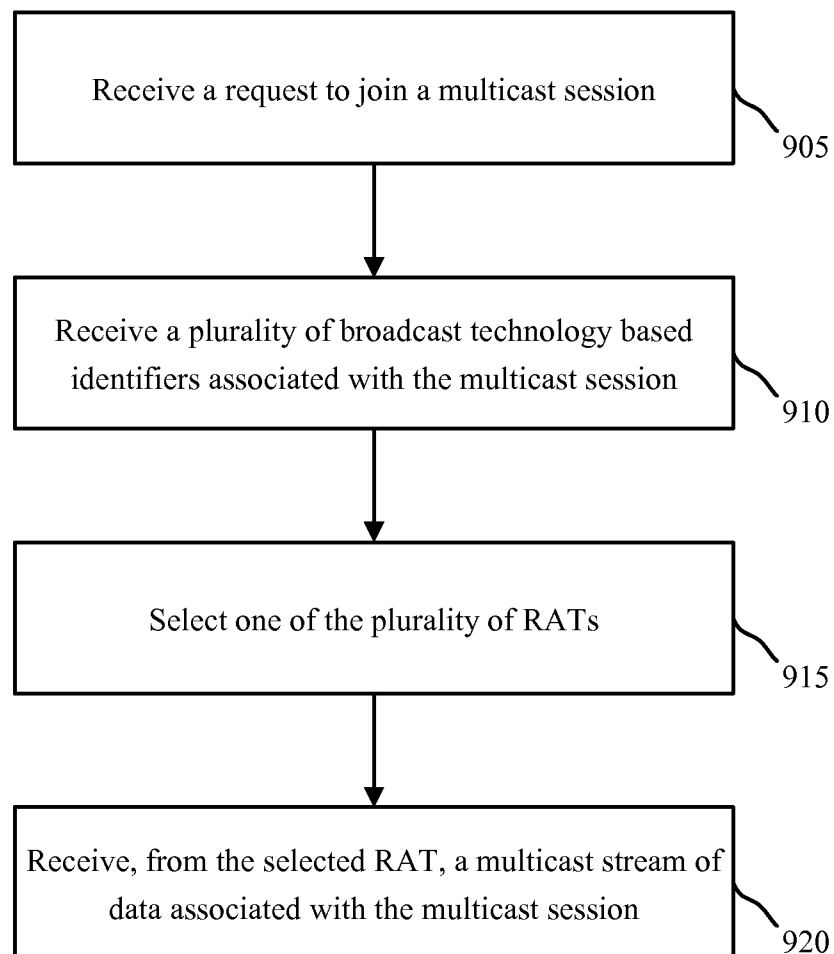 Receive a request to join a multicast session
905
Receive a plurality of broadcast technology based
identifiers associated with the multicast session
910
Select one of the plurality of RATs
915
Receive, from the selected RAT, a multicast stream of
data associated with the multicast session
920